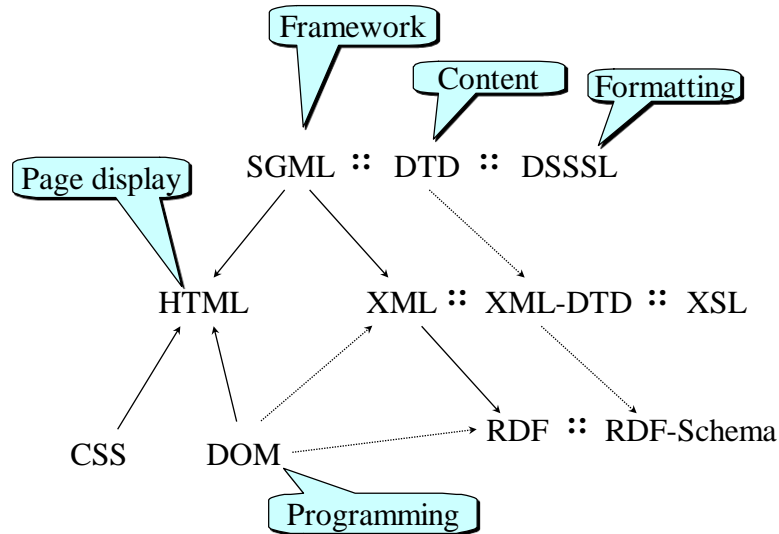 Framework
Content
Formatting
SGML :: DTD :: DSSSL
Page display
HTML XML :: XML-DTD :: XSL
RDF :: RDF-Schema
CSS DOM
Programming